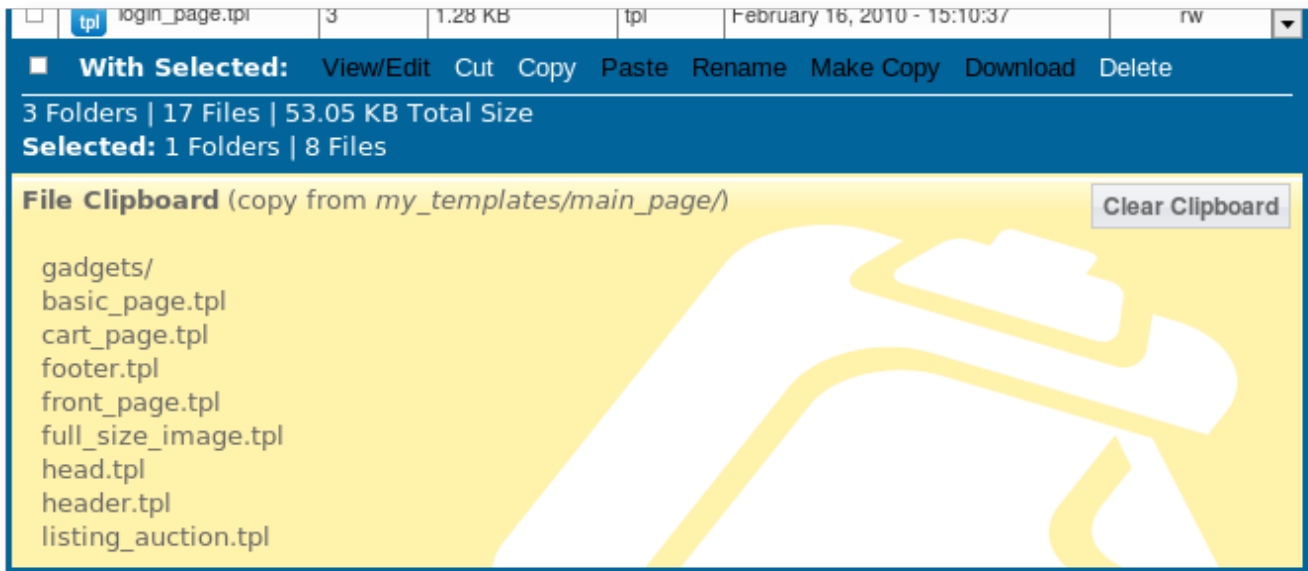 tpl login_page.tpl 3 1.28 KB tpl February 16, 2010 - 15:10:37 rw
With Selected: View/Edit Cut Copy Paste Rename Make Copy Download Delete
3 Folders | 17 Files | 53.05 KB Total Size
Selected: 1 Folders | 8 Files
File Clipboard (copy from my_templates/main_page/) Clear Clipboard
gadgets/
basic_page.tpl
cart_page.tpl
footer.tpl
front_page.tpl
full_size_image.tpl
head.tpl
header.tpl
listing_auction.tpl